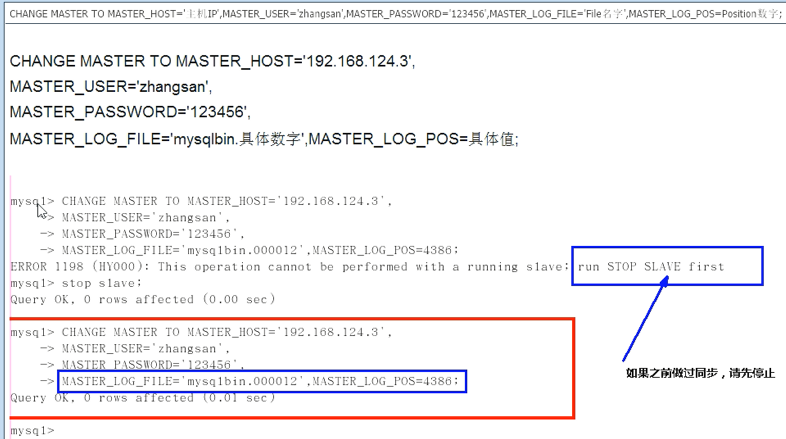 CHANGE MASTER TO MASTER_HOST='主机IP',MASTER_USER='zhangsan',MASTER_PASSWORD='123456',MASTER_LOG_FILE='File名字',MASTER_LOG_POS=Position数字;
CHANGE MASTER TO MASTER_HOST='192.168.124.3',
MASTER_USER='zhangsan',
MASTER_PASSWORD='123456',
MASTER_LOG_FILE='mysqlbin.具体数字',MASTER_LOG_POS=具体值;
mysql> CHANGE MASTER TO MASTER_HOST='192.168.124.3',
-> MASTER_USER='zhangsan',
-> MASTER_PASSWORD='123456',
-> MASTER_LOG_FILE='mysqlbin.000012',MASTER_LOG_POS=4386;
ERROR 1198 (HY000): This operation cannot be performed with a running slave; run STOP SLAVE first
mysql> stop slave;
Query OK, 0 rows affected (0.00 sec)
mysql> CHANGE MASTER TO MASTER_HOST='192.168.124.3',
-> MASTER_USER='zhangsan',
-> MASTER_PASSWORD='123456',
-> MASTER_LOG_FILE='mysqlbin.000012',MASTER_LOG_POS=4386;
如果之前做过同步，请先停止
Query OK, 0 rows affected (0.01 sec)
mysql>